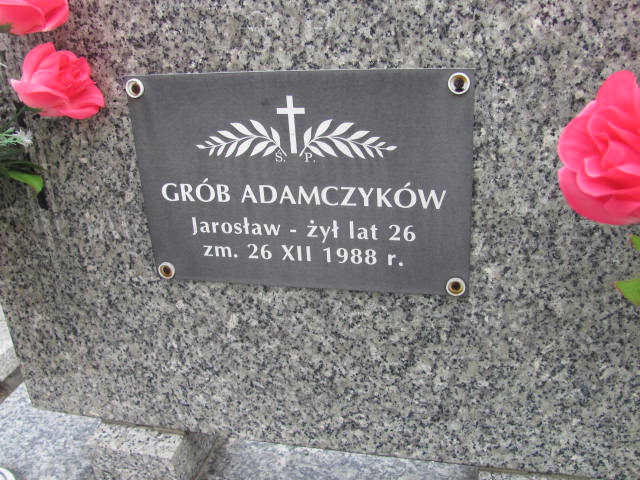 Ś. P.
GRÓB ADAMCZYKÓW
Jarosław - żył lat 26
zm. 26 XII 1988 r.